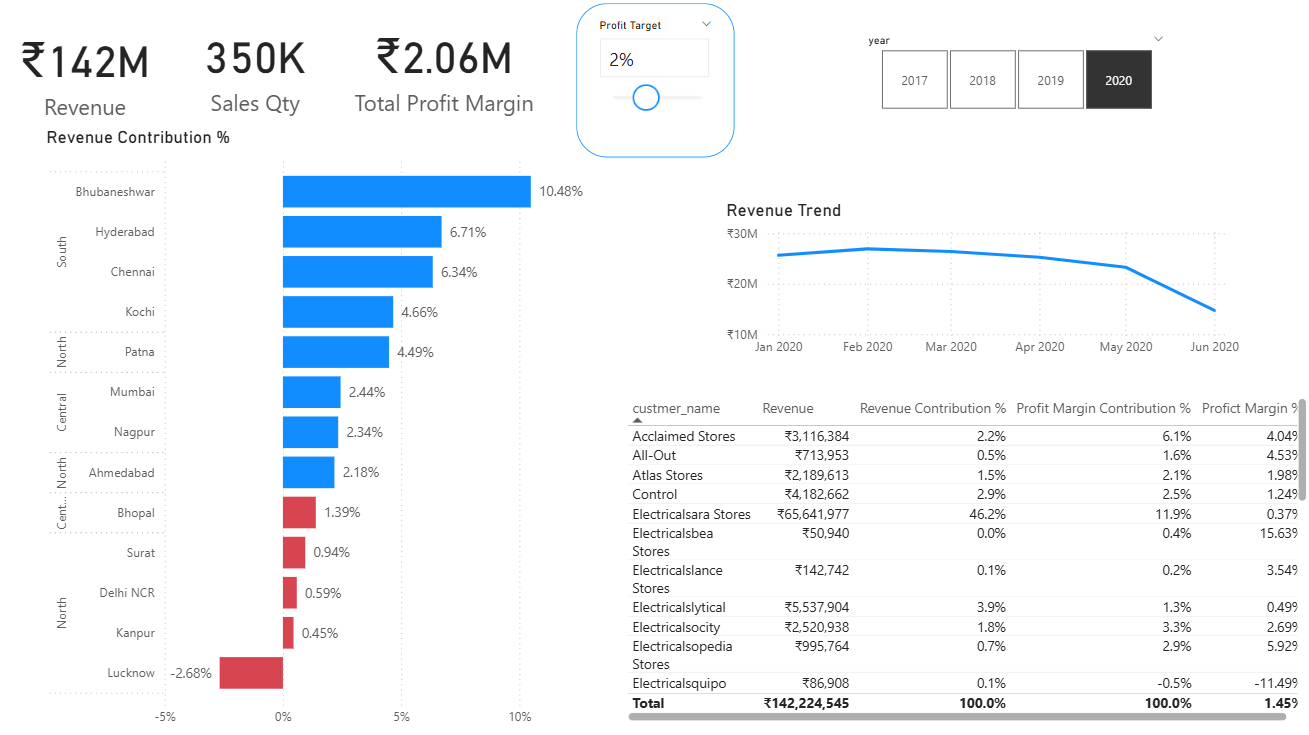 ₹142M
Revenue
350K
Sales Qty
₹2.06M
Total Profit Margin
Profit Target
2%
year
2017
2018
2019
2020
Revenue Contribution %
South
Bhubaneshwar
10.48%
Hyderabad
6.71%
Chennai
6.34%
Kochi
4.66%
North
Patna
4.49%
Central
Mumbai
2.44%
Nagpur
2.34%
North
Ahmedabad
2.18%
Cent...
Bhopal
1.39%
North
Surat
0.94%
Delhi NCR
0.59%
Kanpur
0.45%
Lucknow
-2.68%
-5% 0% 5% 10%
Revenue Trend
₹30M
₹20M
₹10M
Jan 2020 Feb 2020 Mar 2020 Apr 2020 May 2020 Jun 2020
custmer_name Revenue Revenue Contribution % Profit Margin Contribution % Profict Margin %
Acclaimed Stores ₹3,116,384 2.2% 6.1% 4.04%
All-Out ₹713,953 0.5% 1.6% 4.53%
Atlas Stores ₹2,189,613 1.5% 2.1% 1.98%
Control ₹4,182,662 2.9% 2.5% 1.24%
Electricalsara Stores ₹65,641,977 46.2% 11.9% 0.37%
Electricalsbea ₹50,940 0.0% 0.4% 15.63%
Stores
Electricalslance ₹142,742 0.1% 0.2% 3.54%
Stores
Electricalslytical ₹5,537,904 3.9% 1.3% 0.49%
Electricalsocity ₹2,520,938 1.8% 3.3% 2.69%
Electricalsopedia ₹995,764 0.7% 2.9% 5.92%
Stores
Electricalsquipo ₹86,908 0.1% -0.5% -11.49%
Total ₹142,224,545 100.0% 100.0% 1.45%